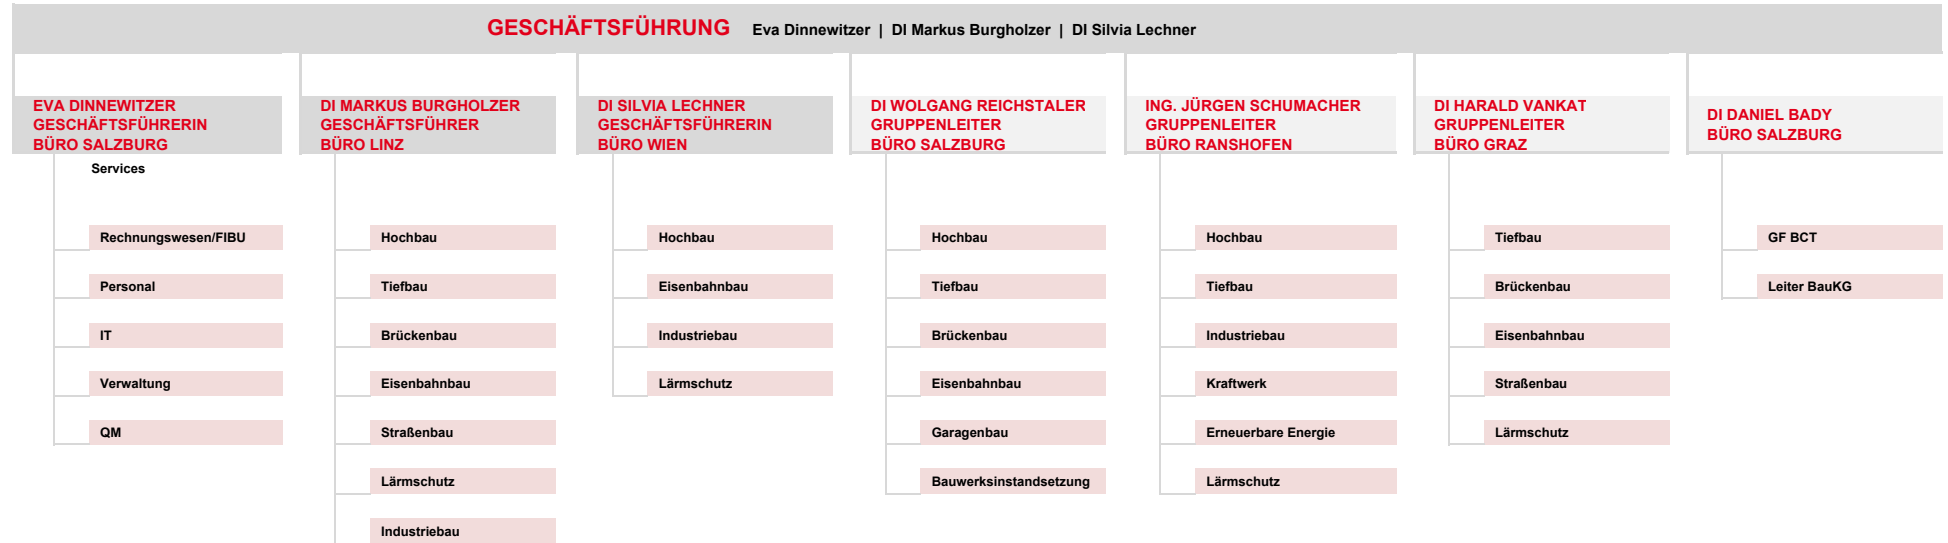 GESCHÄFTSFÜHRUNG Eva Dinnewitzer | DI Markus Burgholzer | DI Silvia Lechner
EVA DINNEWITZER
GESCHÄFTSFÜHRERIN
BÜRO SALZBURG
Services
Rechnungswesen/FIBU
Personal
IT
Verwaltung
QM
DI MARKUS BURGHOLZER
GESCHÄFTSFÜHRER
BÜRO LINZ
Hochbau
Tiefbau
Brückenbau
Eisenbahnbau
Straßenbau
Lärmschutz
Industriebau
DI SILVIA LECHNER
GESCHÄFTSFÜHRERIN
BÜRO WIEN
Hochbau
Eisenbahnbau
Industriebau
Lärmschutz
DI WOLGANG REICHSTALER
GRUPPENLEITER
BÜRO SALZBURG
Hochbau
Tiefbau
Brückenbau
Eisenbahnbau
Garagenbau
Bauwerksinstandsetzung
ING. JÜRGEN SCHUMACHER
GRUPPENLEITER
BÜRO RANSHOFEN
Hochbau
Tiefbau
Industriebau
Kraftwerk
Erneuerbare Energie
Lärmschutz
DI HARALD VANKAT
GRUPPENLEITER
BÜRO GRAZ
Tiefbau
Brückenbau
Eisenbahnbau
Straßenbau
Lärmschutz
DI DANIEL BADY
BÜRO SALZBURG
GF BCT
Leiter BauKG